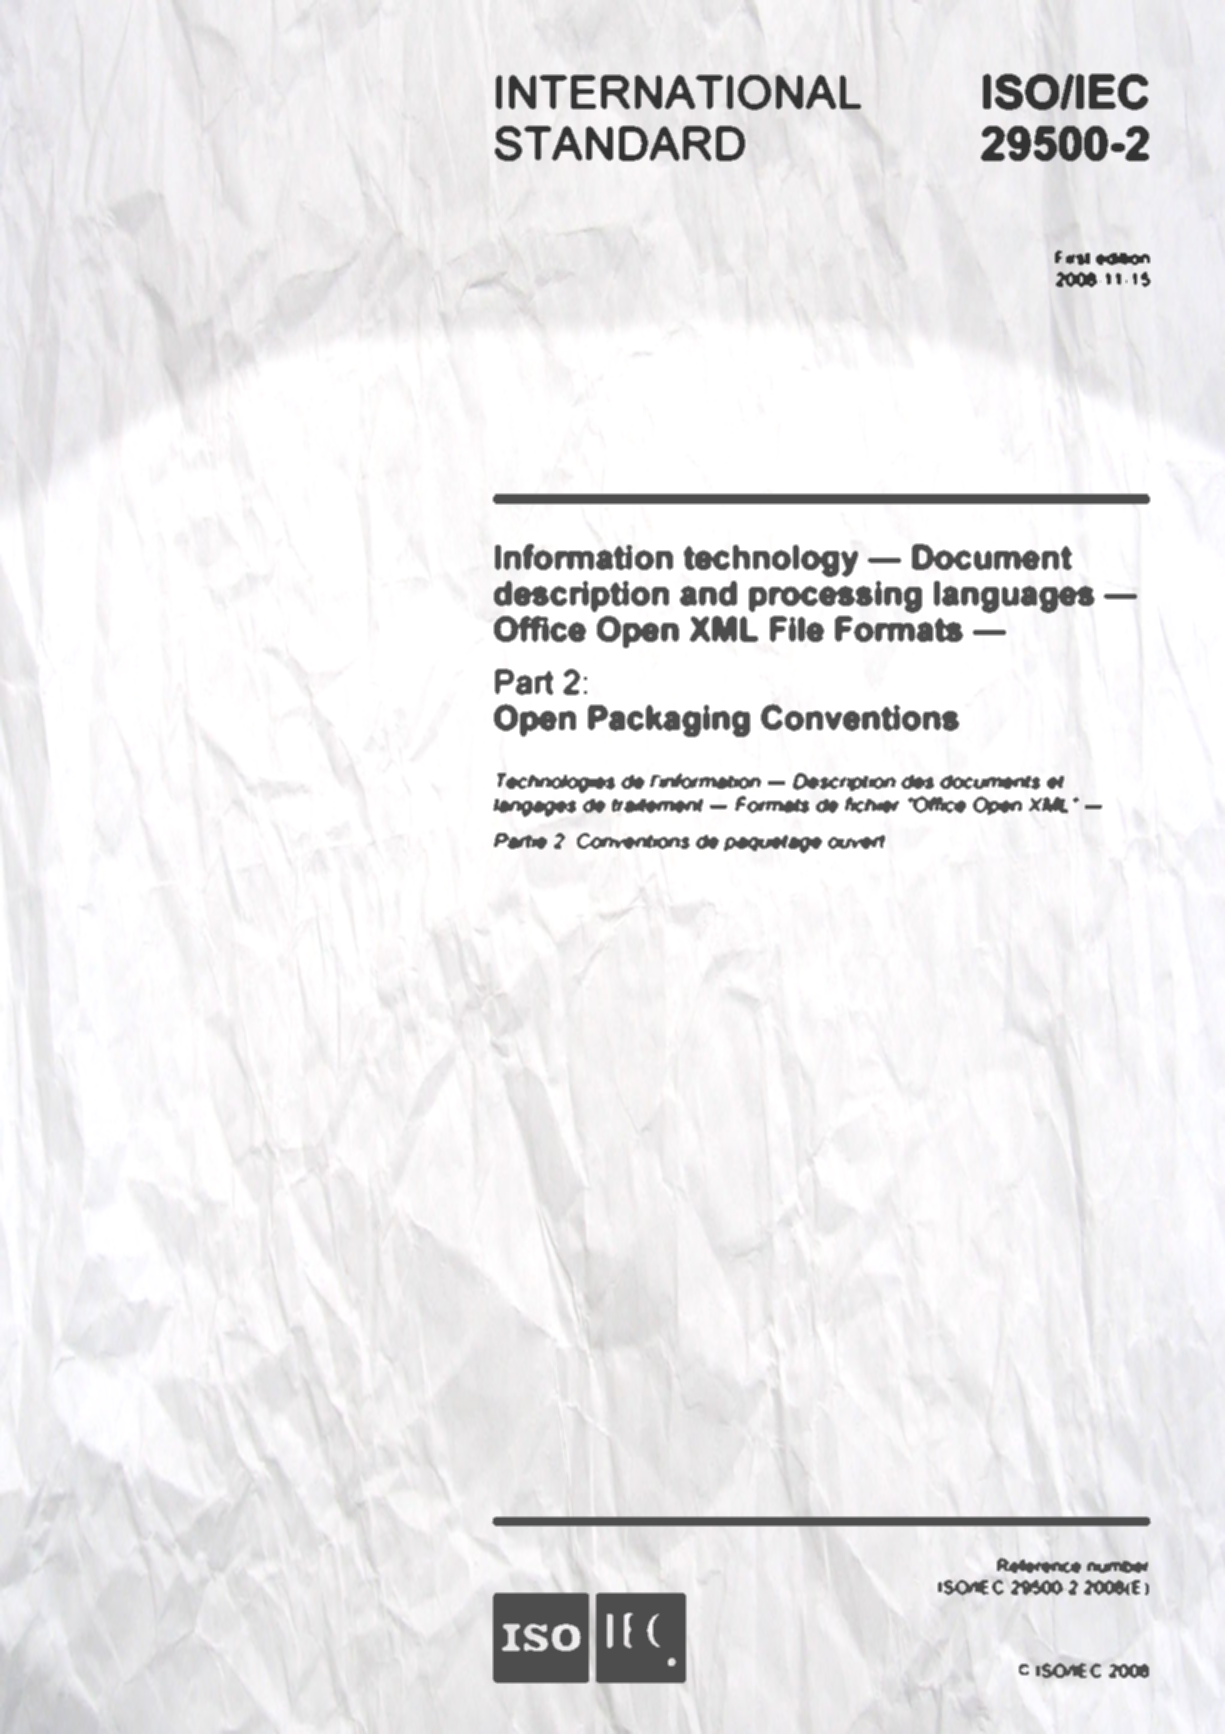 INTERNATIONAL STANDARD
ISO/IEC 29500-2
First edition
2008-11-15
Information technology — Document
description and processing languages —
Office Open XML File Formats —
Part 2:
Open Packaging Conventions
Technologies de l'information — Description des documents et
langages de traitement — Formats de fichier "Office Open XML" —
Partie 2: Conventions de paquetage ouvert
Reference number
ISO/IEC 29500-2:2008(E)
ISO IEC
© ISO/IEC 2008